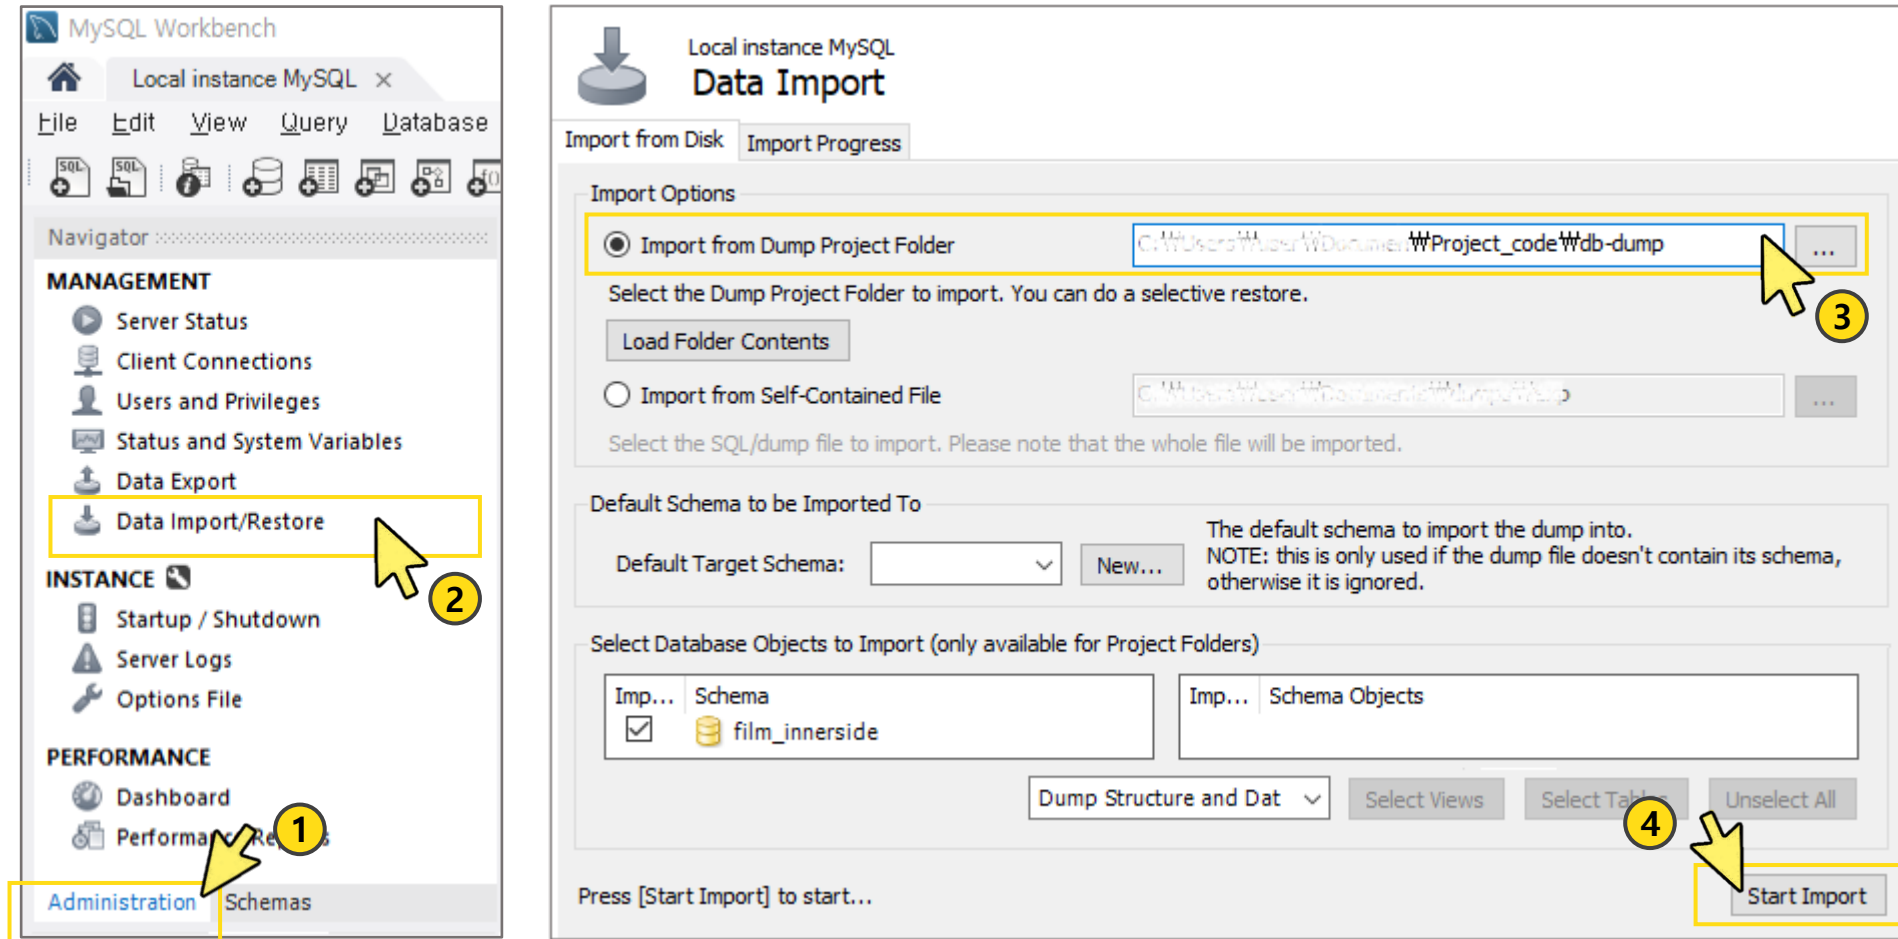 MySQL Workbench
Local instance MySQL ×
File Edit View Query Database
SQL SQL
Navigator
MANAGEMENT
Server Status
Client Connections
Users and Privileges
Status and System Variables
Data Export
Data Import/Restore
2
INSTANCE
Startup / Shutdown
Server Logs
Options File
PERFORMANCE
Dashboard
1
Administration Schemas
Local instance MySQL
Data Import
Import from Disk Import Progress
Import Options
Import from Dump Project Folder ₩Project_code₩db-dump ...
3
Select the Dump Project Folder to import. You can do a selective restore.
Load Folder Contents
Import from Self-Contained File ...
Select the SQL/dump file to import. Please note that the whole file will be imported.
Default Schema to be Imported To
Default Target Schema: New...
The default schema to import the dump into.
NOTE: this is only used if the dump file doesn't contain its schema,
otherwise it is ignored.
Select Database Objects to Import (only available for Project Folders)
Imp... Schema
film_innerside
Imp... Schema Objects
Dump Structure and Dat Select Views Select Tables Unselect All
4
Press [Start Import] to start... Start Import